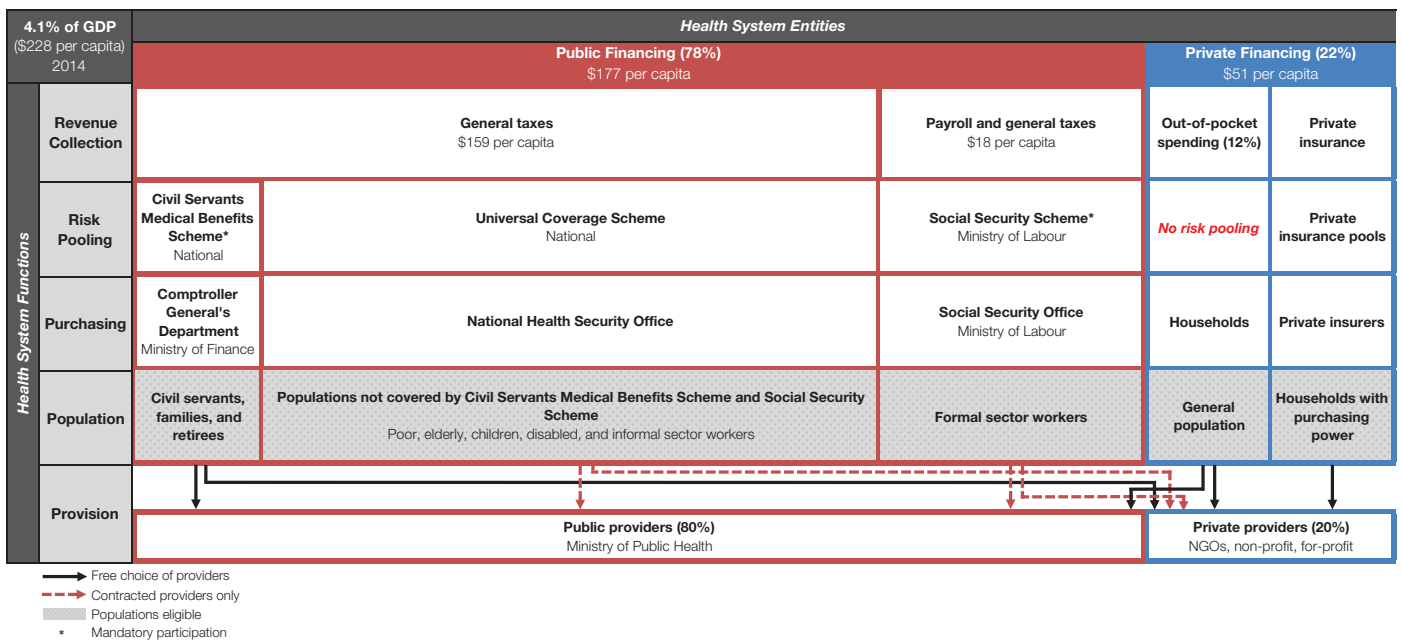 4.1% of GDP
($228 per capita)
2014
Health System Entities
Public Financing (78%)
$177 per capita
Private Financing (22%)
$51 per capita
Health System Functions
Revenue
Collection
General taxes
$159 per capita
Payroll and general taxes
$18 per capita
Out-of-pocket
spending (12%)
Private
insurance
Risk
Pooling
Civil Servants
Medical Benefits
Scheme*
National
Universal Coverage Scheme
National
Social Security Scheme*
Ministry of Labour
No risk pooling
Private
insurance pools
Purchasing
Comptroller
General's
Department
Ministry of Finance
National Health Security Office
Social Security Office
Ministry of Labour
Households
Private insurers
Population
Civil servants,
families, and
retirees
Populations not covered by Civil Servants Medical Benefits Scheme and Social Security
Scheme
Poor, elderly, children, disabled, and informal sector workers
Formal sector workers
General
population
Households with
purchasing
power
Provision
Public providers (80%)
Ministry of Public Health
Private providers (20%)
NGOs, non-profit, for-profit
Free choice of providers
Contracted providers only
Populations eligible
* Mandatory participation